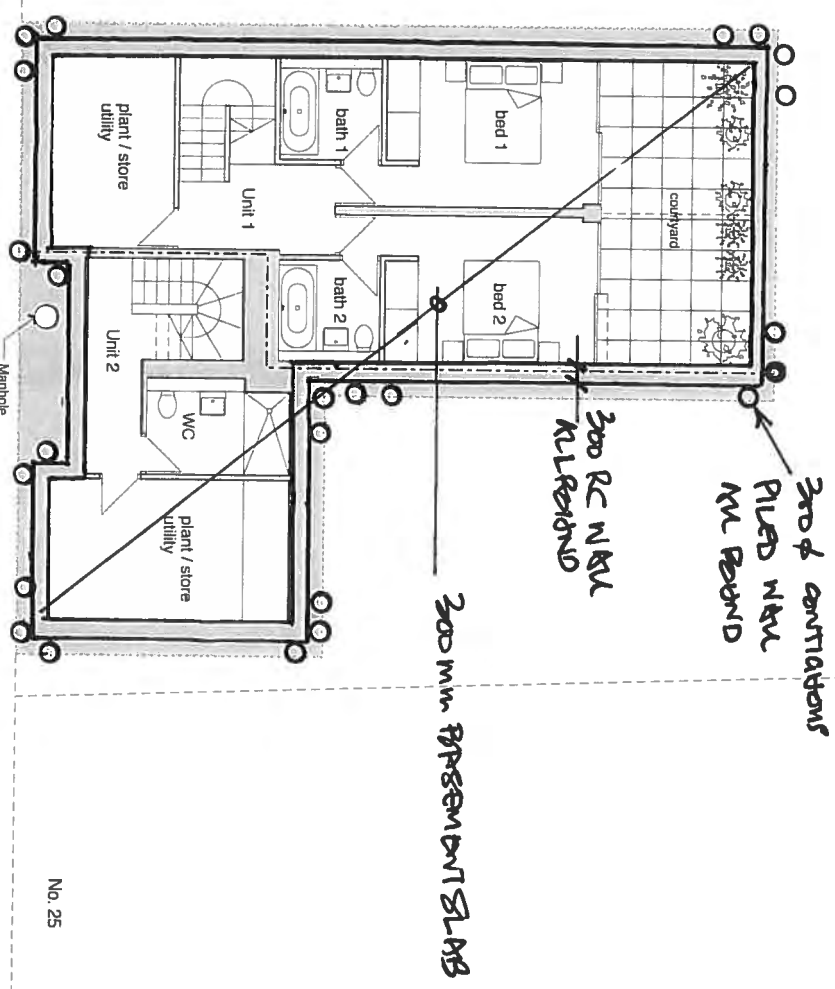 300 ϕ CONTIGUOUS
PILED WALL
ALL ROUND
300 RC WALL
ALL ROUND
300 mm BASEMENT SLAB
courtyard
bed 1
bed 2
bath 1
bath 2
Unit 1
plant / store
utility
Unit 2
WC
plant / store
utility
Manhole
No. 25